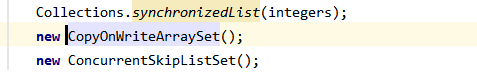 Collections.synchronizedList(integers);
new CopyOnWriteArraySet();
new ConcurrentSkipListSet();